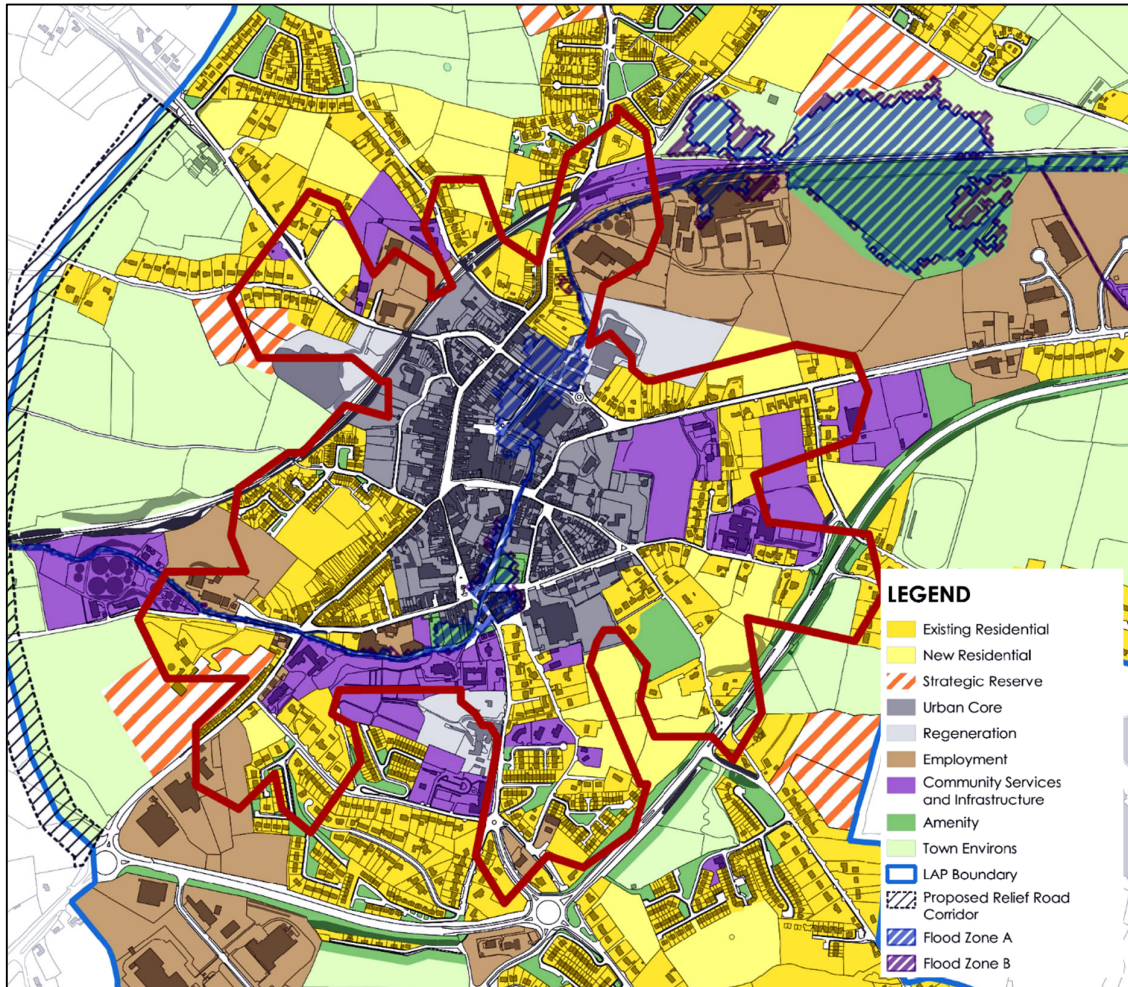 LEGEND
Existing Residential
New Residential
Strategic Reserve
Urban Core
Regeneration
Employment
Community Services
and Infrastructure
Amenity
Town Environs
LAP Boundary
Proposed Relief Road
Corridor
Flood Zone A
Flood Zone B